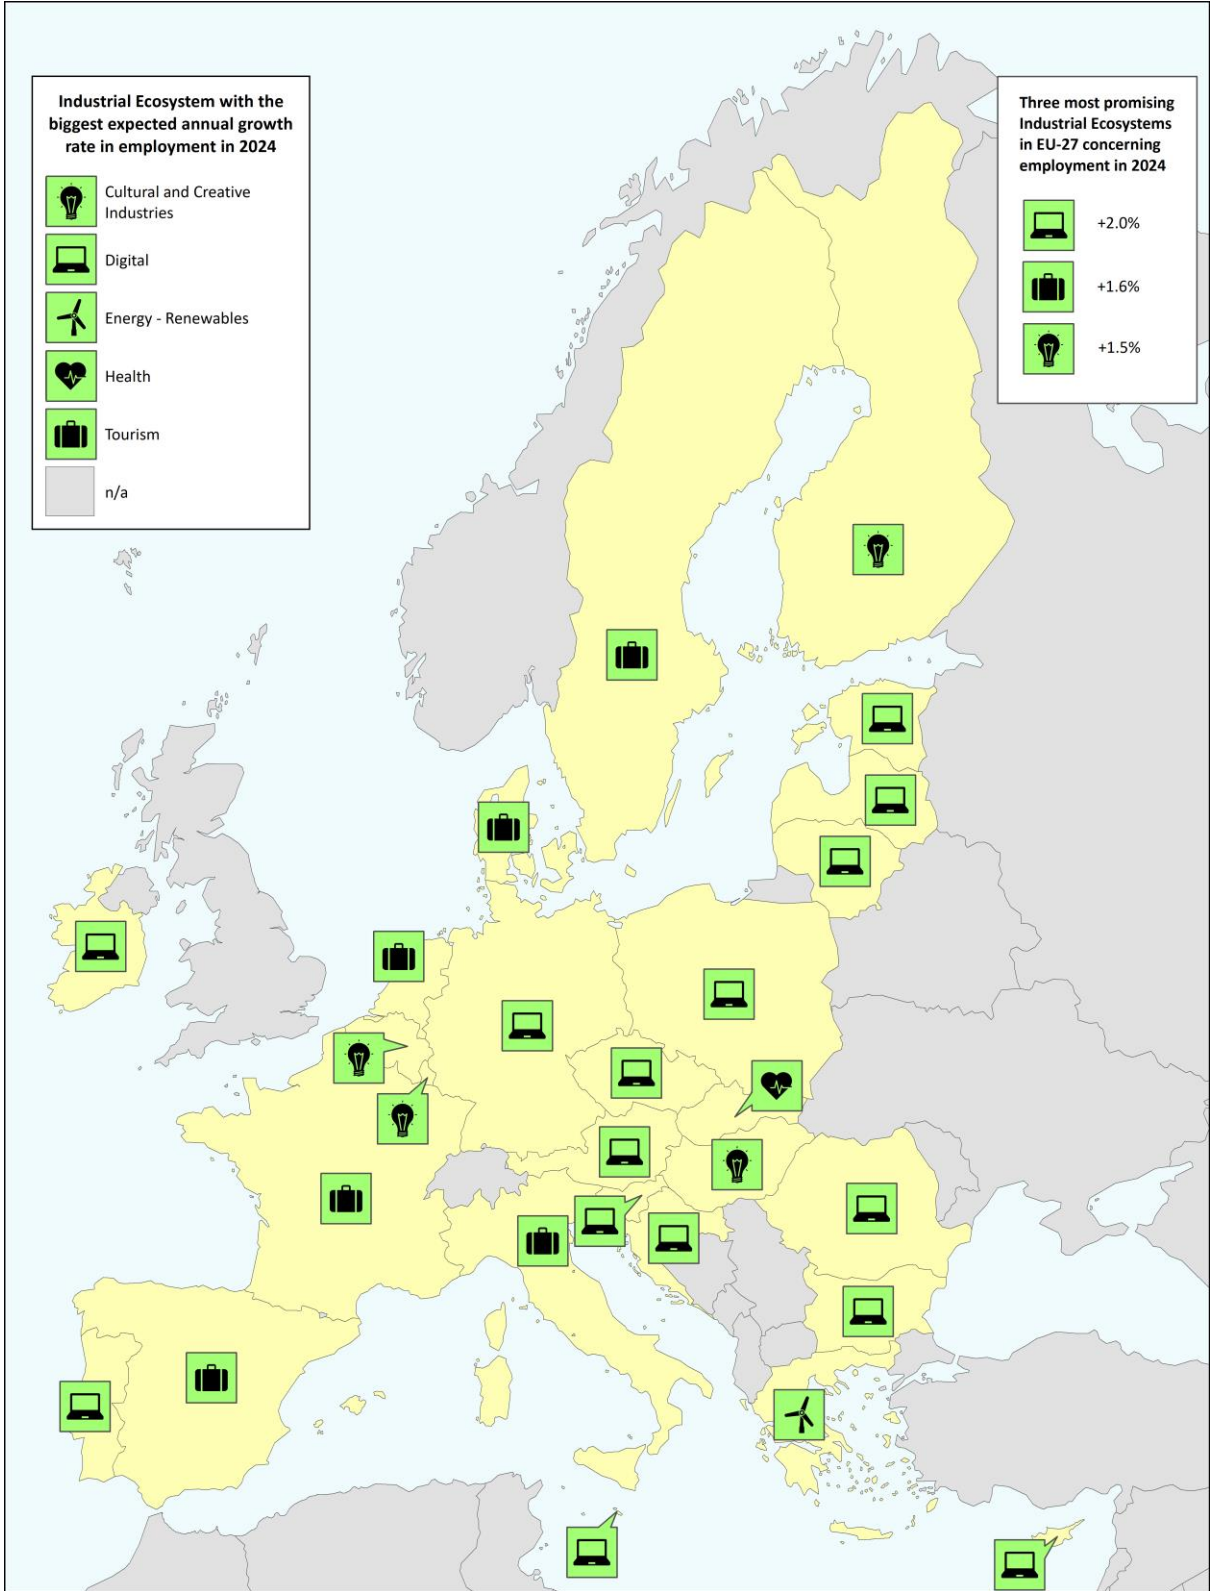 Industrial Ecosystem with the
biggest expected annual growth
rate in employment in 2024
Cultural and Creative
Industries
Digital
Energy - Renewables
Health
Tourism
n/a
Three most promising
Industrial Ecosystems
in EU-27 concerning
employment in 2024
+2.0%
+1.6%
+1.5%